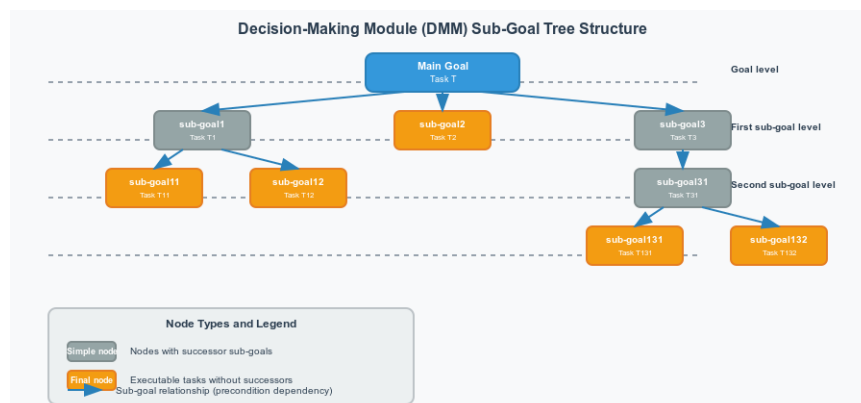 Decision-Making Module (DMM) Sub-Goal Tree Structure
Main Goal
Task T
Goal level
sub-goal1
Task T1
sub-goal2
Task T2
sub-goal3
Task T3
First sub-goal level
sub-goal11
Task T11
sub-goal12
Task T12
sub-goal31
Task T31
Second sub-goal level
sub-goal131
Task T131
sub-goal132
Task T132
Node Types and Legend
Simple node
Nodes with successor sub-goals
Final node
Executable tasks without successors
Sub-goal relationship (precondition dependency)